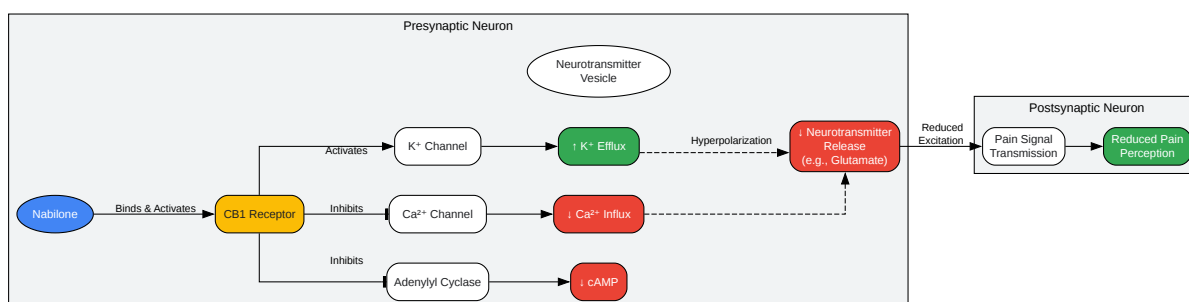 Presynaptic Neuron
Neurotransmitter
Vesicle
Postsynaptic Neuron
Nabilone
Binds & Activates
CB1 Receptor
Activates
K⁺ Channel
↑ K⁺ Efflux
Hyperpolarization
↓ Neurotransmitter
Release
(e.g., Glutamate)
Reduced
Excitation
Pain Signal
Transmission
Reduced Pain
Perception
Inhibits
Ca²⁺ Channel
↓ Ca²⁺ Influx
Inhibits
Adenylyl Cyclase
↓ cAMP